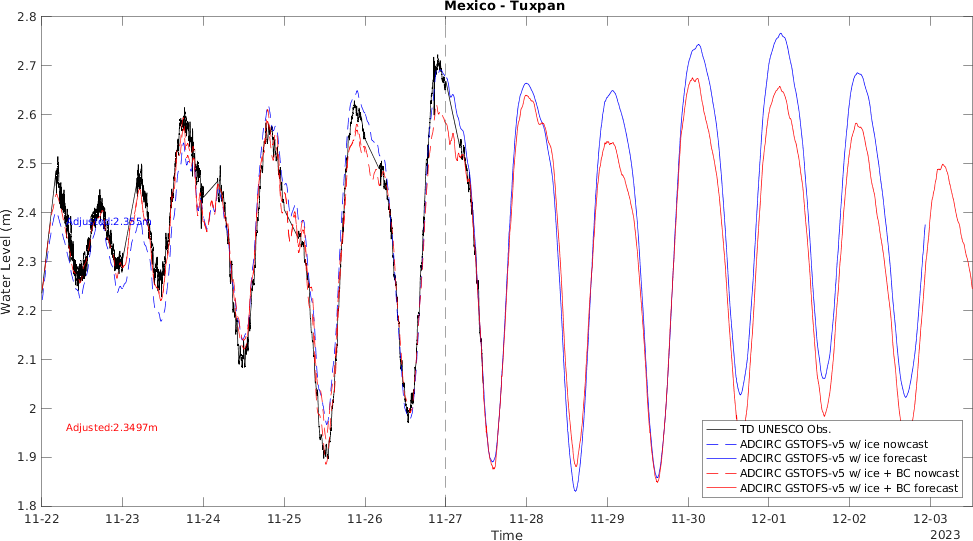 Mexico - Tuxpan
2.8
2.7
2.6
2.5
2.4
2.3
2.2
2.1
2
1.9
1.8
Water Level (m)
Adjusted:2.355m
Adjusted:2.3497m
TD UNESCO Obs.
ADCIRC GSTOFS-v5 w/ ice nowcast
ADCIRC GSTOFS-v5 w/ ice forecast
ADCIRC GSTOFS-v5 w/ ice + BC nowcast
ADCIRC GSTOFS-v5 w/ ice + BC forecast
11-22 11-23 11-24 11-25 11-26 11-27 11-28 11-29 11-30 12-01 12-02 12-03
Time
2023